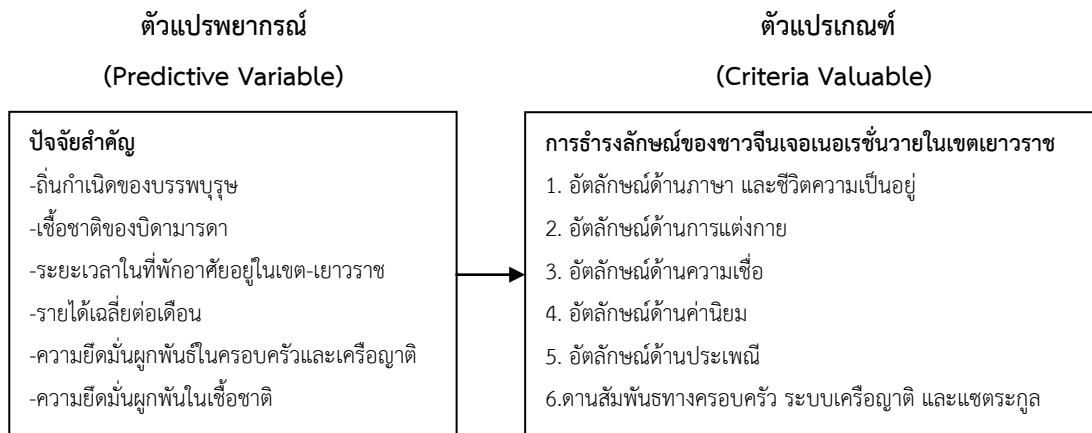 ตัวแปรพยากรณ์
(Predictive Variable)
ปัจจัยสำคัญ
-ถิ่นกำเนิดของบรรพบุรุษ
-เชื้อชาติของบิดามารดา
-ระยะเวลาในที่พักอาศัยอยู่ในเขต-เยาวราช
-รายได้เฉลี่ยต่อเดือน
-ความยึดมั่นผูกพันธ์ในครอบครัวและเครือญาติ
-ความยึดมั่นผูกพันในเชื้อชาติ
ตัวแปรเกณฑ์
(Criteria Valuable)
การธำรงลักษณ์ของชาวจีนเจอเนอเรชั่นวายในเขตเยาวราช
1. อัตลักษณ์ด้านภาษา และชีวิตความเป็นอยู่
2. อัตลักษณ์ด้านการแต่งกาย
3. อัตลักษณ์ด้านความเชื่อ
4. อัตลักษณ์ด้านค่านิยม
5. อัตลักษณ์ด้านประเพณี
6.ดานสัมพันธทางครอบครัว ระบบเครือญาติ และแซตระกูล